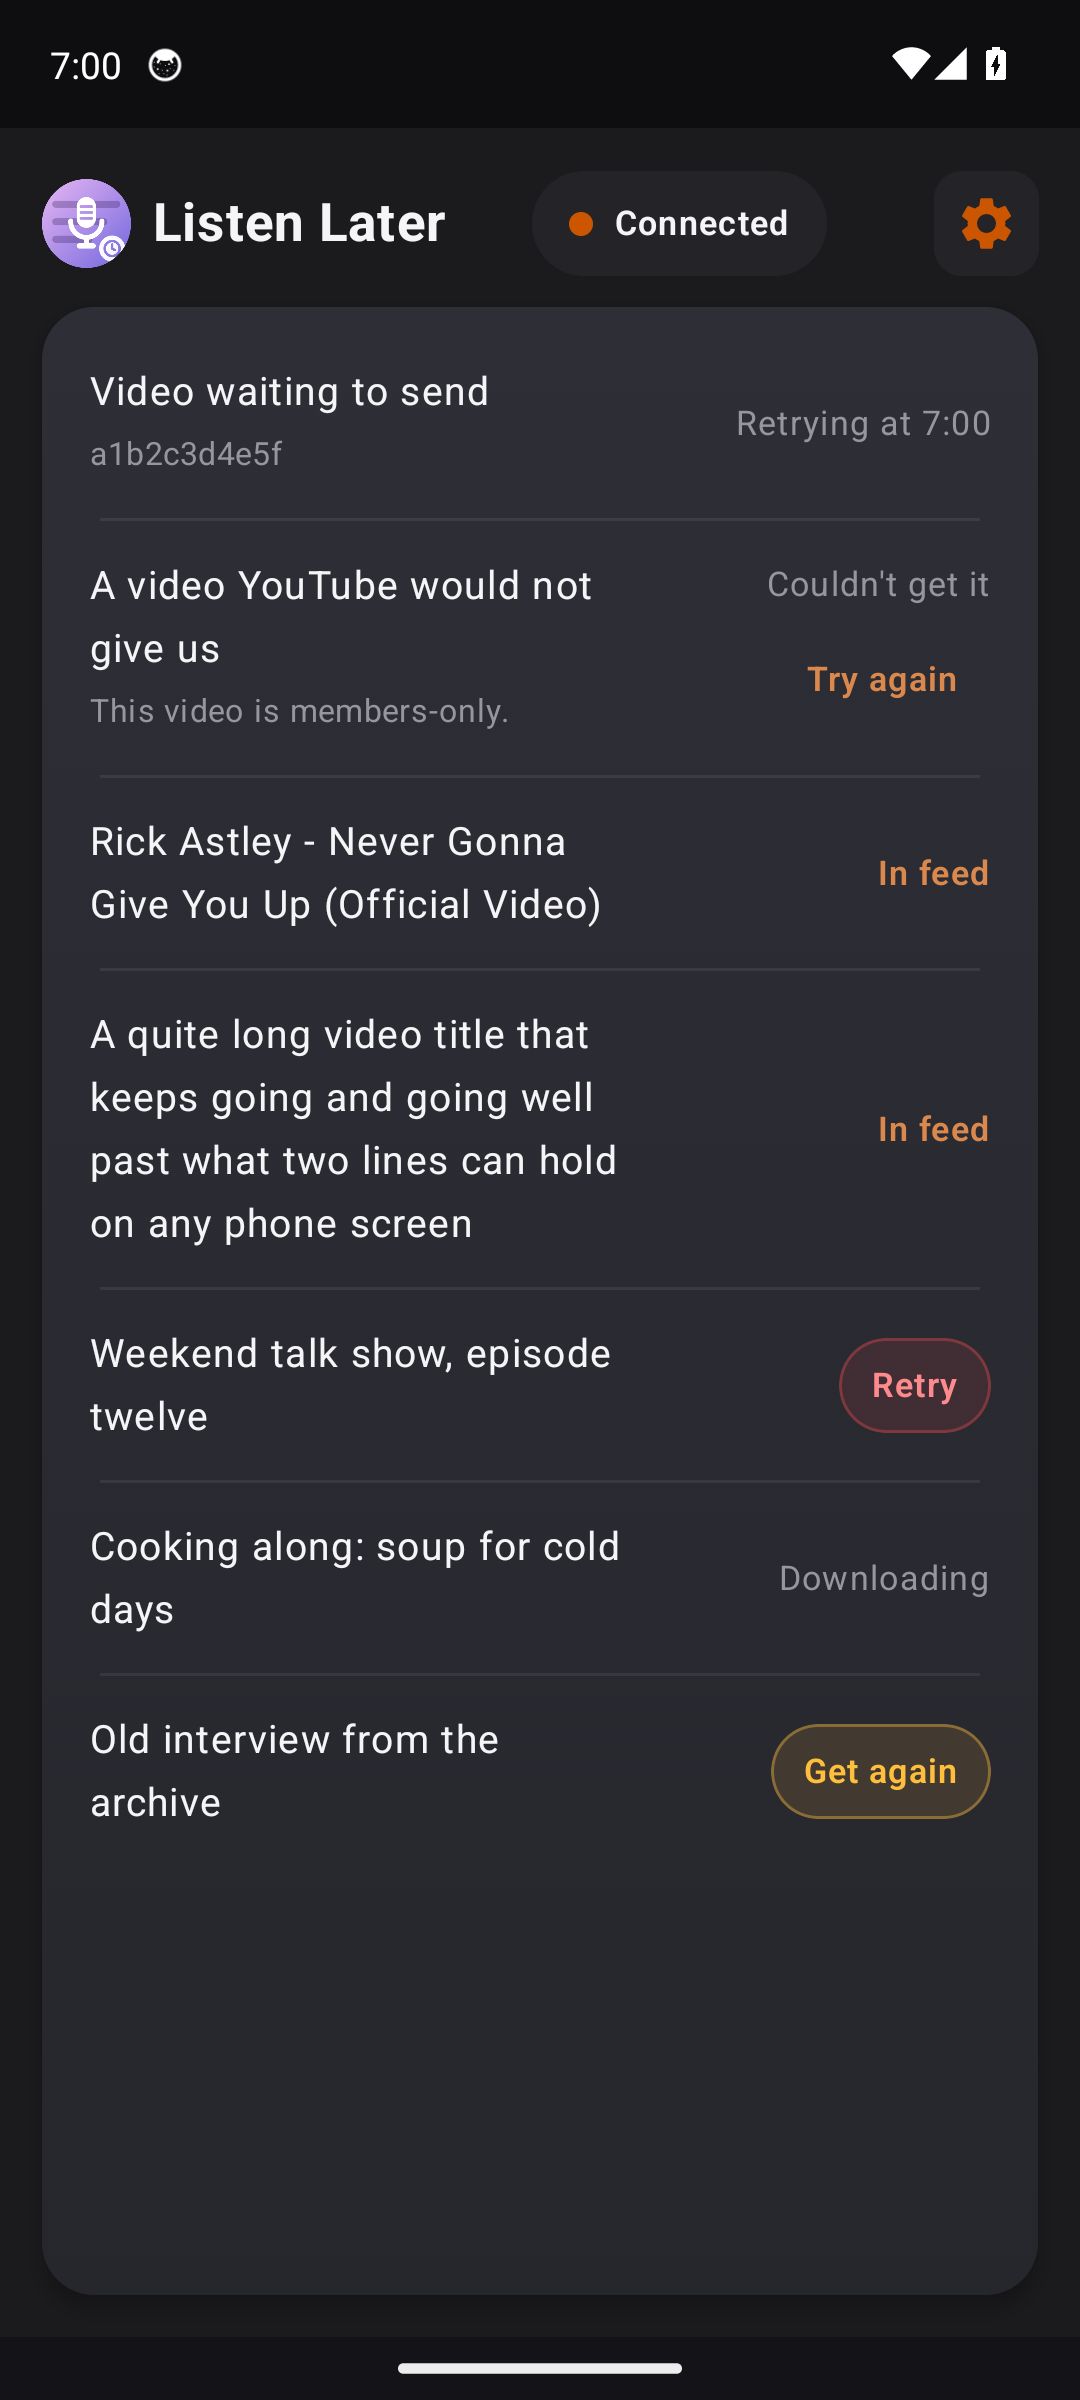 7:00
Listen Later
Connected
Video waiting to send
a1b2c3d4e5f
Retrying at 7:00
A video YouTube would not
give us
This video is members-only.
Couldn't get it
Try again
Rick Astley - Never Gonna
Give You Up (Official Video)
In feed
A quite long video title that
keeps going and going well
past what two lines can hold
on any phone screen
In feed
Weekend talk show, episode
twelve
Retry
Cooking along: soup for cold
days
Downloading
Old interview from the
archive
Get again